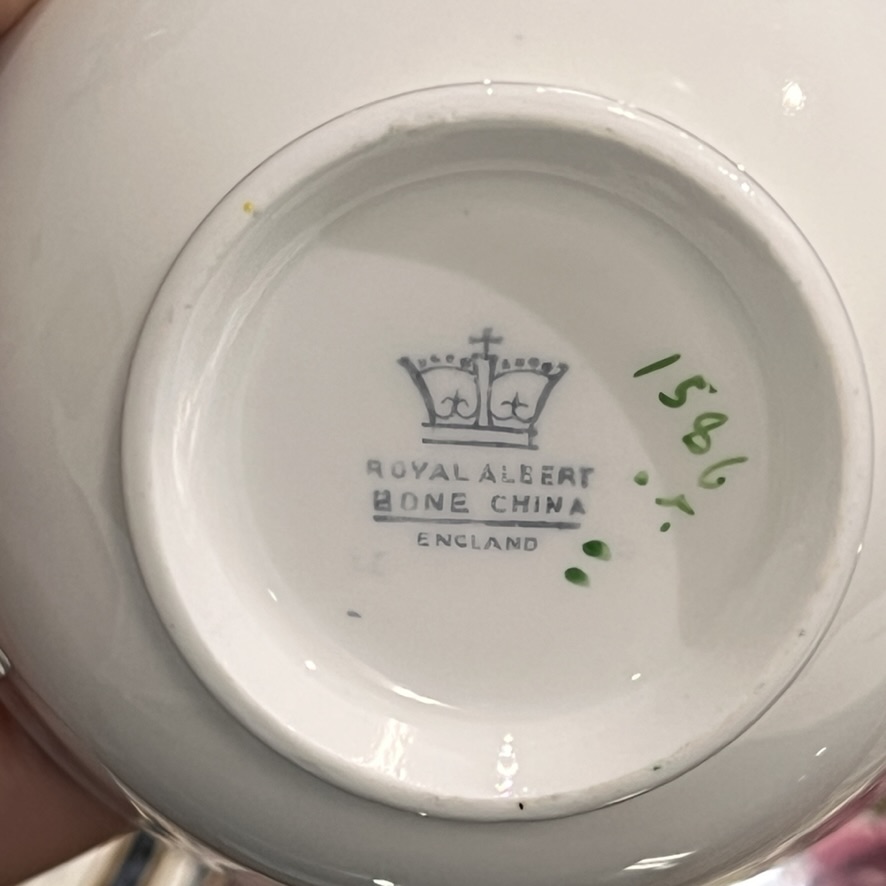 ROYAL ALBERT
BONE CHINA
ENGLAND
1586